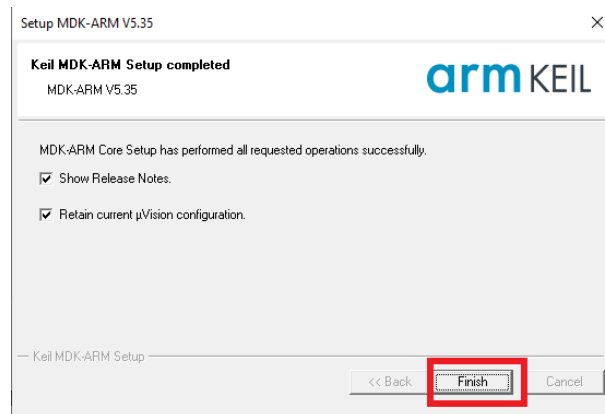 Setup MDK-ARM V5.35
Keil MDK-ARM Setup completed
MDK-ARM V5.35
arm KEIL
MDK-ARM Core Setup has performed all requested operations successfully.
Show Release Notes.
Retain current µVision configuration.
Keil MDK-ARM Setup
<< Back Finish Cancel